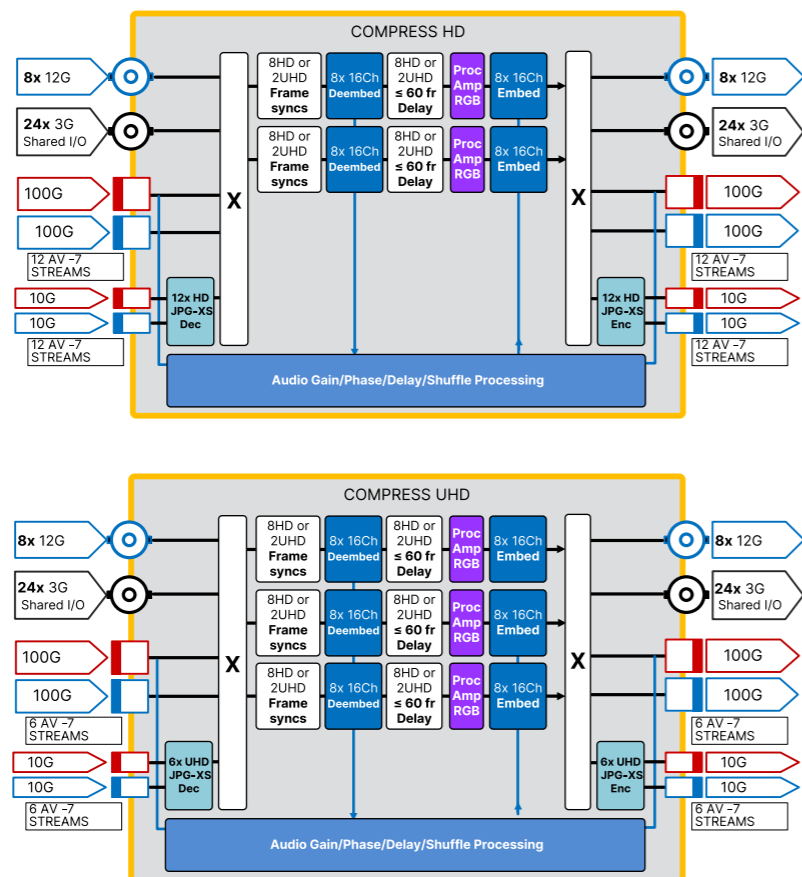 COMPRESS HD
8x 12G
24x 3G
Shared I/O
100G
100G
12 AV –7
STREAMS
10G
10G
12 AV –7
STREAMS
12x HD
JPG-XS
Dec
X
8HD or
2UHD
Frame
syncs
8x 16Ch
Deembed
8HD or
2UHD
≤ 60 fr
Delay
Proc
Amp
RGB
8x 16Ch
Embed
8HD or
2UHD
Frame
syncs
8x 16Ch
Deembed
8HD or
2UHD
≤ 60 fr
Delay
Proc
Amp
RGB
8x 16Ch
Embed
X
12x HD
JPG-XS
Enc
8x 12G
24x 3G
Shared I/O
100G
100G
12 AV –7
STREAMS
10G
10G
12 AV –7
STREAMS
Audio Gain/Phase/Delay/Shuffle Processing
COMPRESS UHD
8x 12G
24x 3G
Shared I/O
100G
100G
6 AV –7
STREAMS
10G
10G
6 AV –7
STREAMS
6x UHD
JPG-XS
Dec
X
8HD or
2UHD
Frame
syncs
8x 16Ch
Deembed
8HD or
2UHD
≤ 60 fr
Delay
Proc
Amp
RGB
8x 16Ch
Embed
8HD or
2UHD
Frame
syncs
8x 16Ch
Deembed
8HD or
2UHD
≤ 60 fr
Delay
Proc
Amp
RGB
8x 16Ch
Embed
8HD or
2UHD
Frame
syncs
8x 16Ch
Deembed
8HD or
2UHD
≤ 60 fr
Delay
Proc
Amp
RGB
8x 16Ch
Embed
X
6x UHD
JPG-XS
Enc
8x 12G
24x 3G
Shared I/O
100G
100G
6 AV –7
STREAMS
10G
10G
6 AV –7
STREAMS
Audio Gain/Phase/Delay/Shuffle Processing